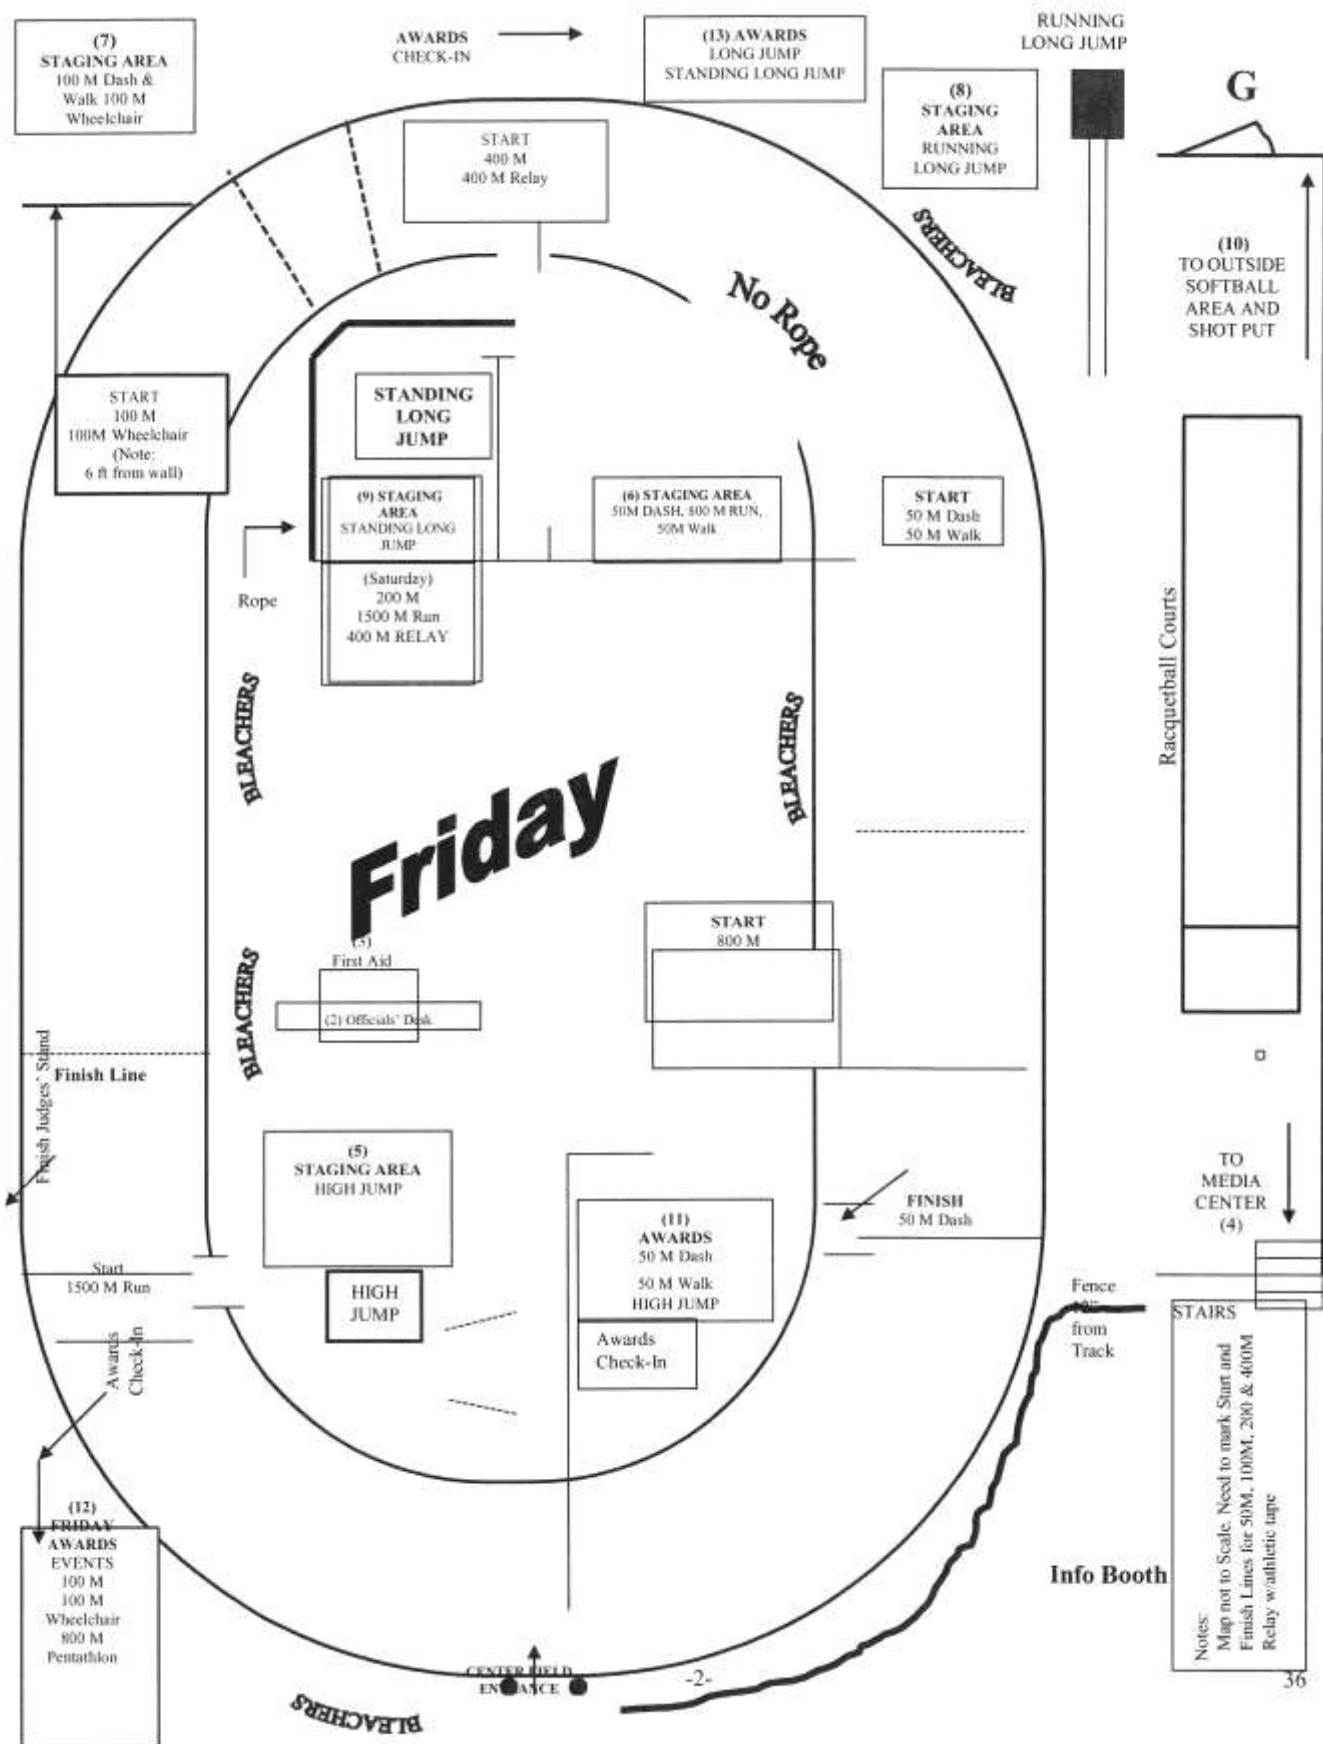 (7)
STAGING AREA
100 M Dash &
Walk 100 M
Wheelchair
AWARDS
CHECK-IN
(13) AWARDS
LONG JUMP
STANDING LONG JUMP
RUNNING
LONG JUMP
(8)
STAGING
AREA
RUNNING
LONG JUMP
G
START
400 M
400 M Relay
BLEACHERS
(10)
TO OUTSIDE
SOFTBALL
AREA AND
SHOT PUT
No Rope
START
100 M
100M Wheelchair
(Note:
6 ft from wall)
STANDING
LONG
JUMP
(9) STAGING
AREA
STANDING LONG
JUMP
(6) STAGING AREA
50M DASH, 800 M RUN,
50M Walk
START
50 M Dash
50 M Walk
Rope
(Saturday)
200 M
1500 M Run
400 M RELAY
Racquetball Courts
BLEACHERS
BLEACHERS
Friday
START
800 M
First Aid
(2) Officials' Desk
BLEACHERS
Finish Judges' Stand
Finish Line
(5)
STAGING AREA
HIGH JUMP
TO
MEDIA
CENTER
(4)
(11)
AWARDS
50 M Dash
50 M Walk
HIGH JUMP
FINISH
50 M Dash
Start
1500 M Run
HIGH
JUMP
Fence
from
Track
STAIRS
Awards
Check-In
Awards
Check-In
(12)
FRIDAY
AWARDS
EVENTS
100 M
100 M
Wheelchair
800 M
Pentathlon
Info Booth
Notes:
Map not to Scale. Need to mark Start and
Finish Lines for 50M, 100M, 200 & 400M
Relay w/athletic tape
CENTER FIELD
ENTRANCE
-2-
36
BLEACHERS